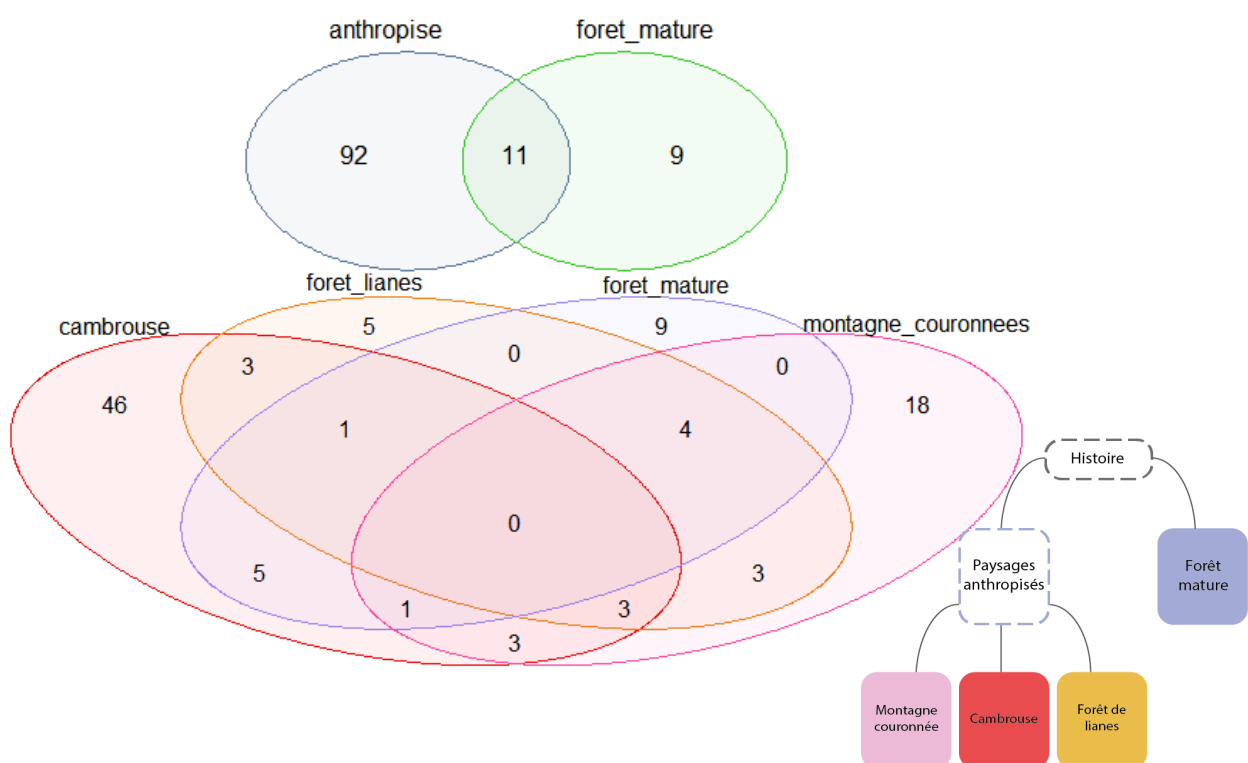 anthropise foret_mature
92 11 9
foret_lianes foret_mature
cambrouse montagne_couronnees
5 9
0
3 0
46 18
1 4
0
5 3
1 3
3
Histoire
Paysages
anthropisés
Forêt
mature
Montagne
couronnée
Cambrouse
Forêt de
lianes